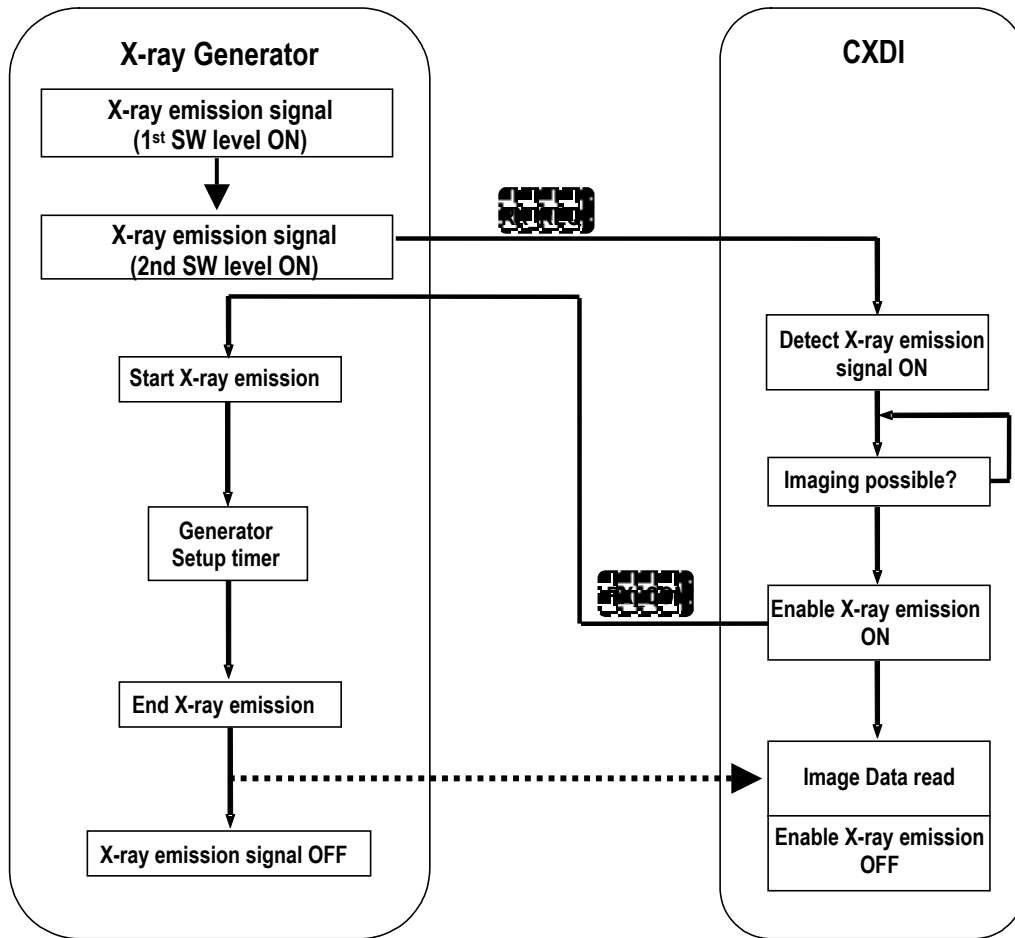 X-ray Generator
X-ray emission signal
(1st SW level ON)
X-ray emission signal
(2nd SW level ON)
Start X-ray emission
Generator
Setup timer
End X-ray emission
X-ray emission signal OFF
CXDI
Detect X-ray emission
signal ON
Imaging possible?
Enable X-ray emission
ON
Image Data read
Enable X-ray emission
OFF